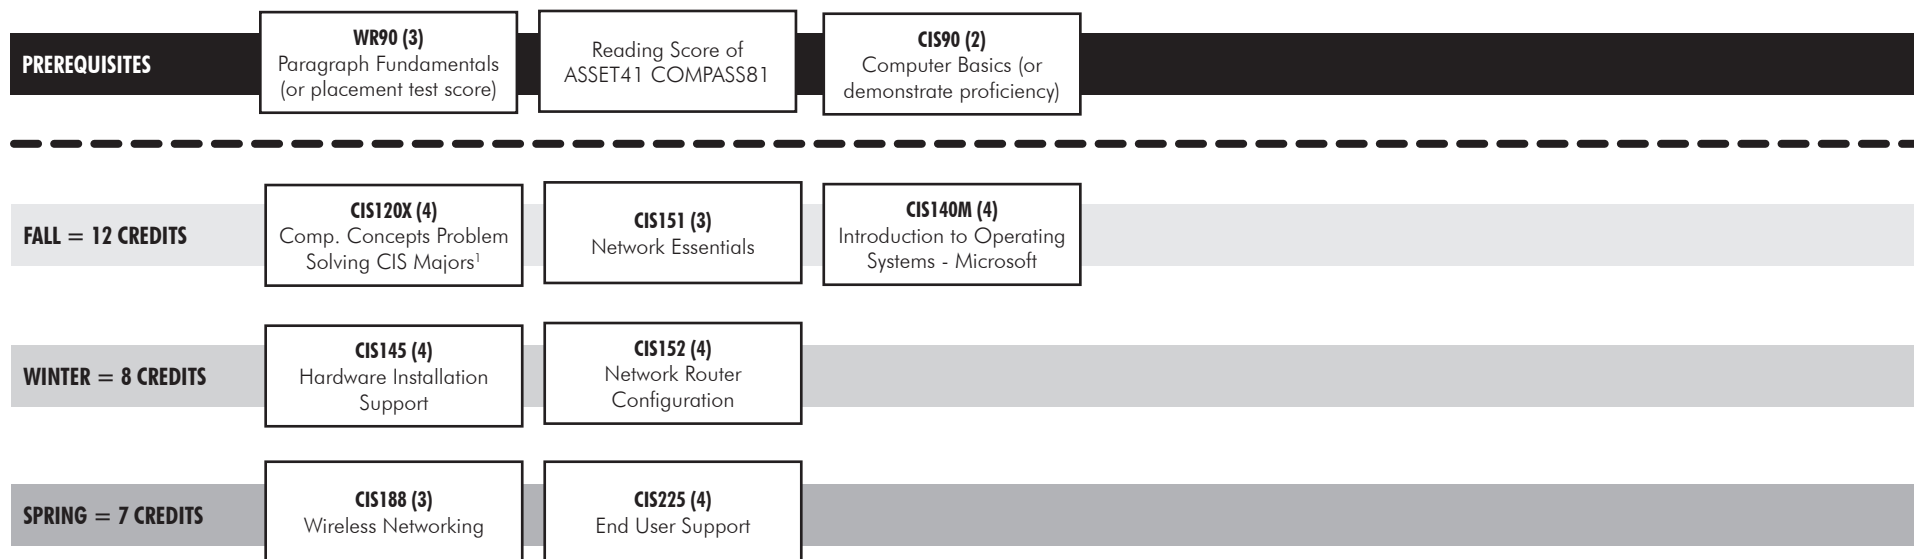 PREREQUISITES
WR90 (3)
Paragraph Fundamentals
(or placement test score)
Reading Score of
ASSET41 COMPASS81
CIS90 (2)
Computer Basics (or
demonstrate proficiency)
FALL = 12 CREDITS
CIS120X (4)
Comp. Concepts Problem
Solving CIS Majors¹
CIS151 (3)
Network Essentials
CIS140M (4)
Introduction to Operating
Systems - Microsoft
WINTER = 8 CREDITS
CIS145 (4)
Hardware Installation
Support
CIS152 (4)
Network Router
Configuration
SPRING = 7 CREDITS
CIS188 (3)
Wireless Networking
CIS225 (4)
End User Support